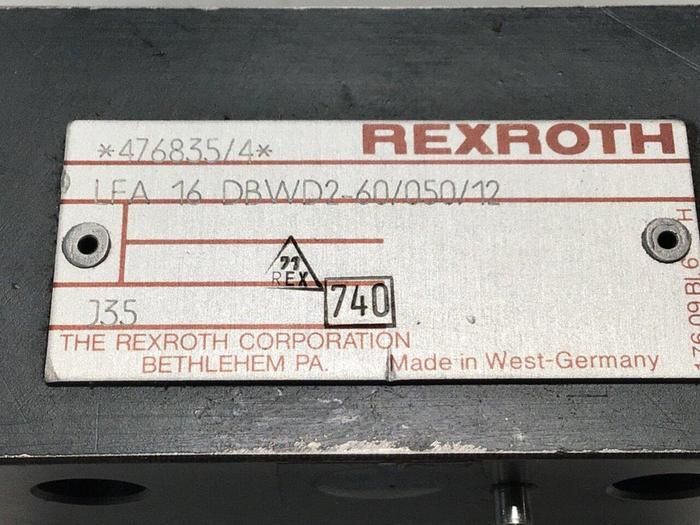 REXROTH
*476835/4*
LFA 16 DBWD2-60/050/12
71
REX
740
J35
THE REXROTH CORPORATION
BETHLEHEM PA.
Made in West-Germany